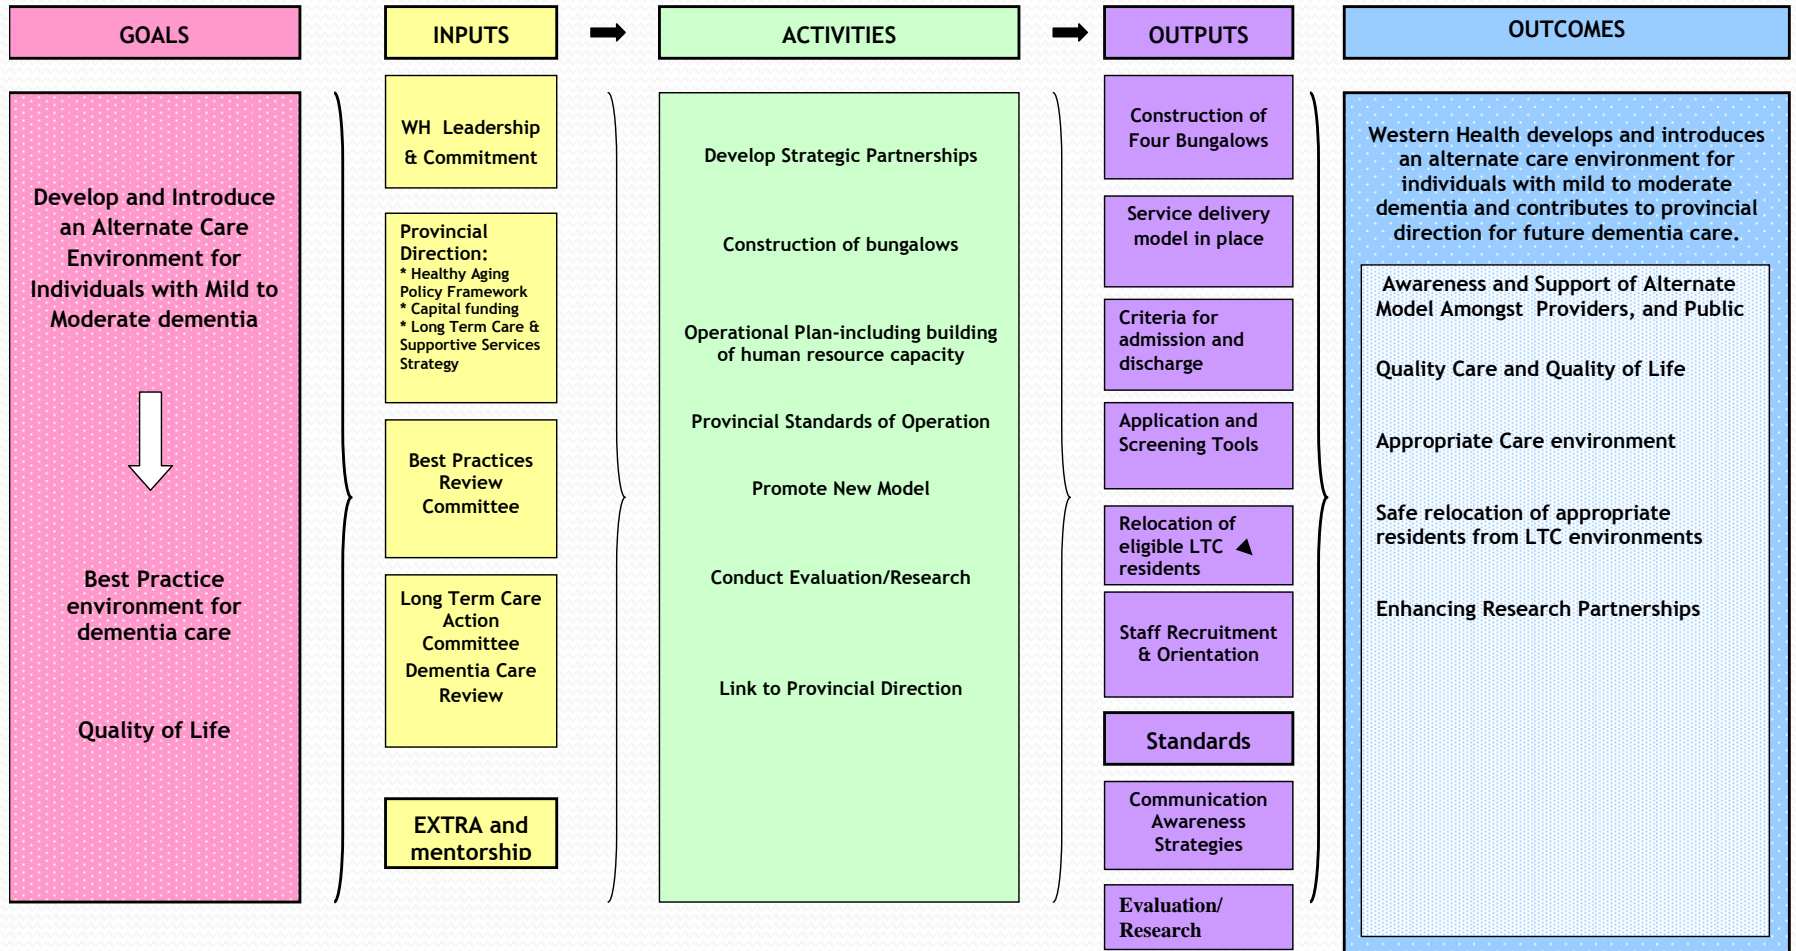 GOALS
INPUTS
ACTIVITIES
OUTPUTS
OUTCOMES
Develop and Introduce
an Alternate Care
Environment for
Individuals with Mild to
Moderate dementia
Best Practice
environment for
dementia care
Quality of Life
WH Leadership
& Commitment
Provincial
Direction:
* Healthy Aging
Policy Framework
* Capital funding
* Long Term Care &
Supportive Services
Strategy
Best Practices
Review
Committee
Long Term Care
Action
Committee
Dementia Care
Review
EXTRA and
mentorship
Develop Strategic Partnerships
Construction of bungalows
Operational Plan-including building
of human resource capacity
Provincial Standards of Operation
Promote New Model
Conduct Evaluation/Research
Link to Provincial Direction
Construction of
Four Bungalows
Service delivery
model in place
Criteria for
admission and
discharge
Application and
Screening Tools
Relocation of
eligible LTC
residents
Staff Recruitment
& Orientation
Standards
Communication
Awareness
Strategies
Evaluation/
Research
Western Health develops and introduces
an alternate care environment for
individuals with mild to moderate
dementia and contributes to provincial
direction for future dementia care.
Awareness and Support of Alternate
Model Amongst Providers, and Public
Quality Care and Quality of Life
Appropriate Care environment
Safe relocation of appropriate
residents from LTC environments
Enhancing Research Partnerships